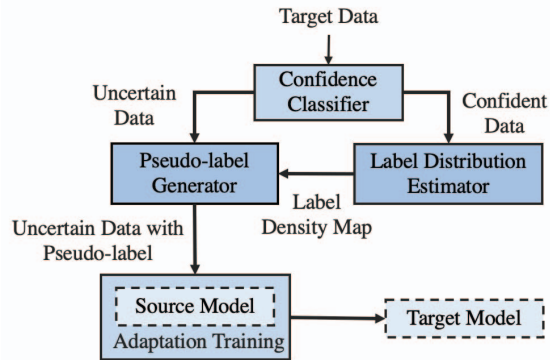 Target Data
Confidence
Classifier
Uncertain
Data
Confident
Data
Pseudo-label
Generator
Label Distribution
Estimator
Label
Density Map
Uncertain Data with
Pseudo-label
Source Model
Adaptation Training
Target Model